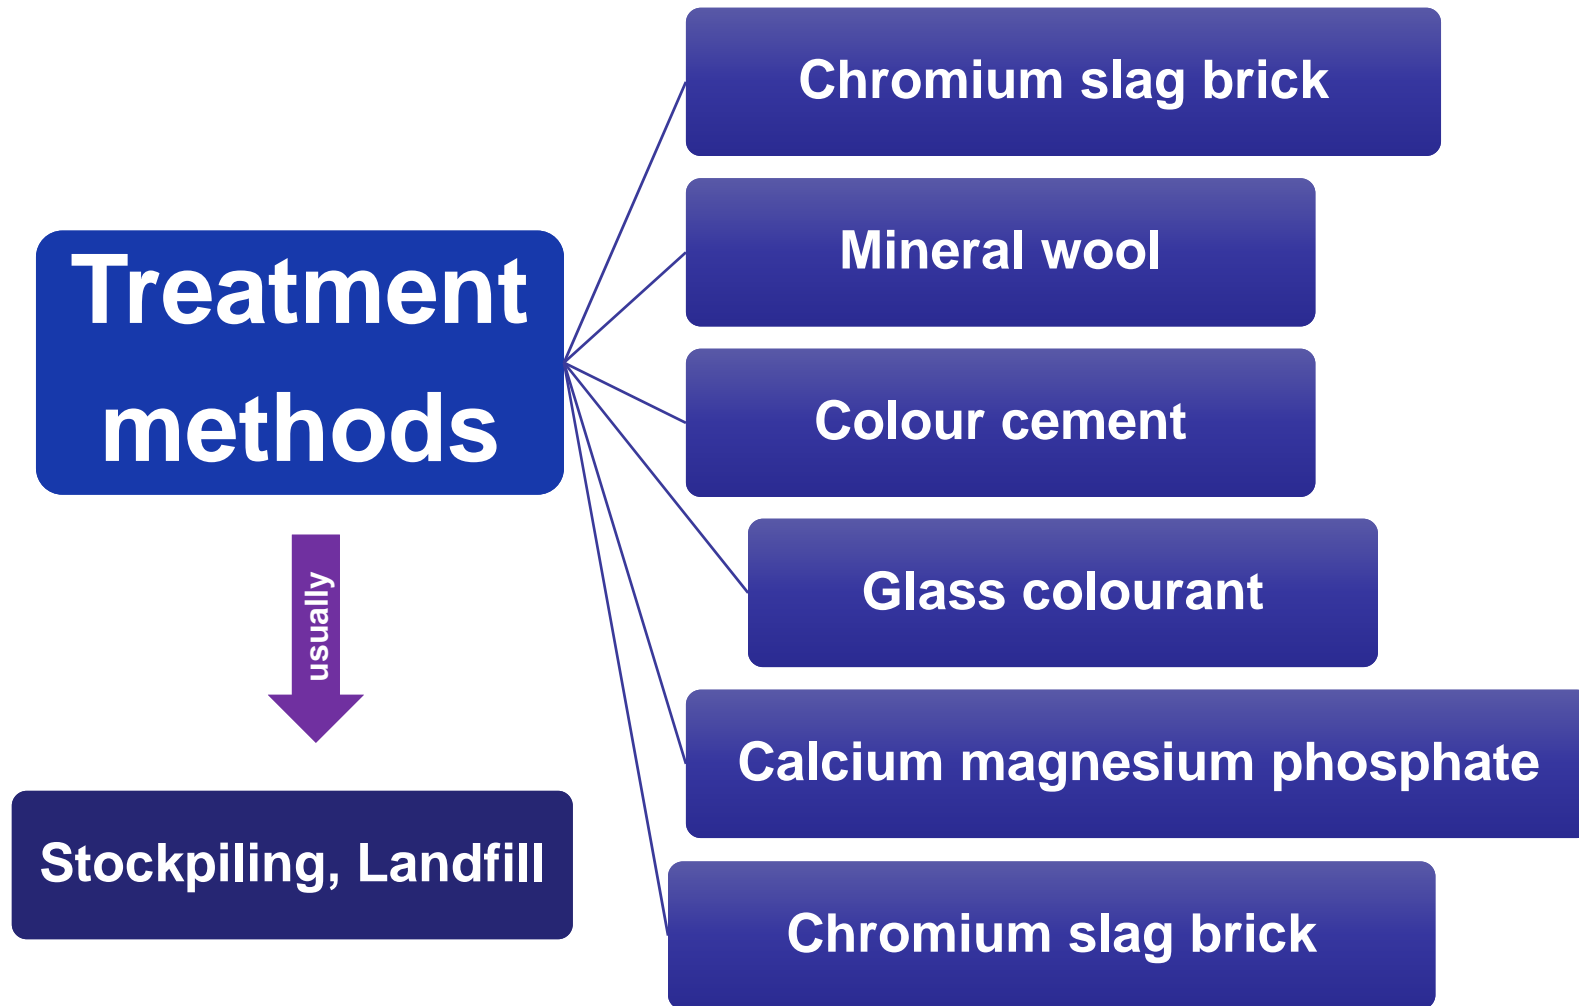 Treatment
methods
usually
Stockpiling, Landfill
Chromium slag brick
Mineral wool
Colour cement
Glass colourant
Calcium magnesium phosphate
Chromium slag brick